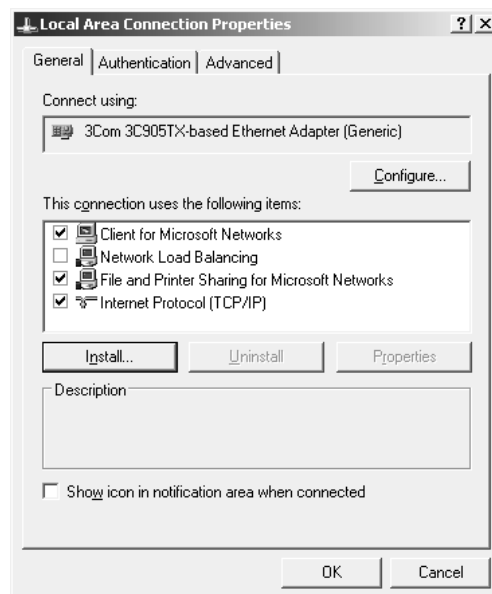 Local Area Connection Properties
? ×
General Authentication Advanced
Connect using:
3Com 3C905TX-based Ethernet Adapter (Generic)
Configure...
This connection uses the following items:
Client for Microsoft Networks
Network Load Balancing
File and Printer Sharing for Microsoft Networks
Internet Protocol (TCP/IP)
Install... Uninstall Properties
Description
Show icon in notification area when connected
OK Cancel